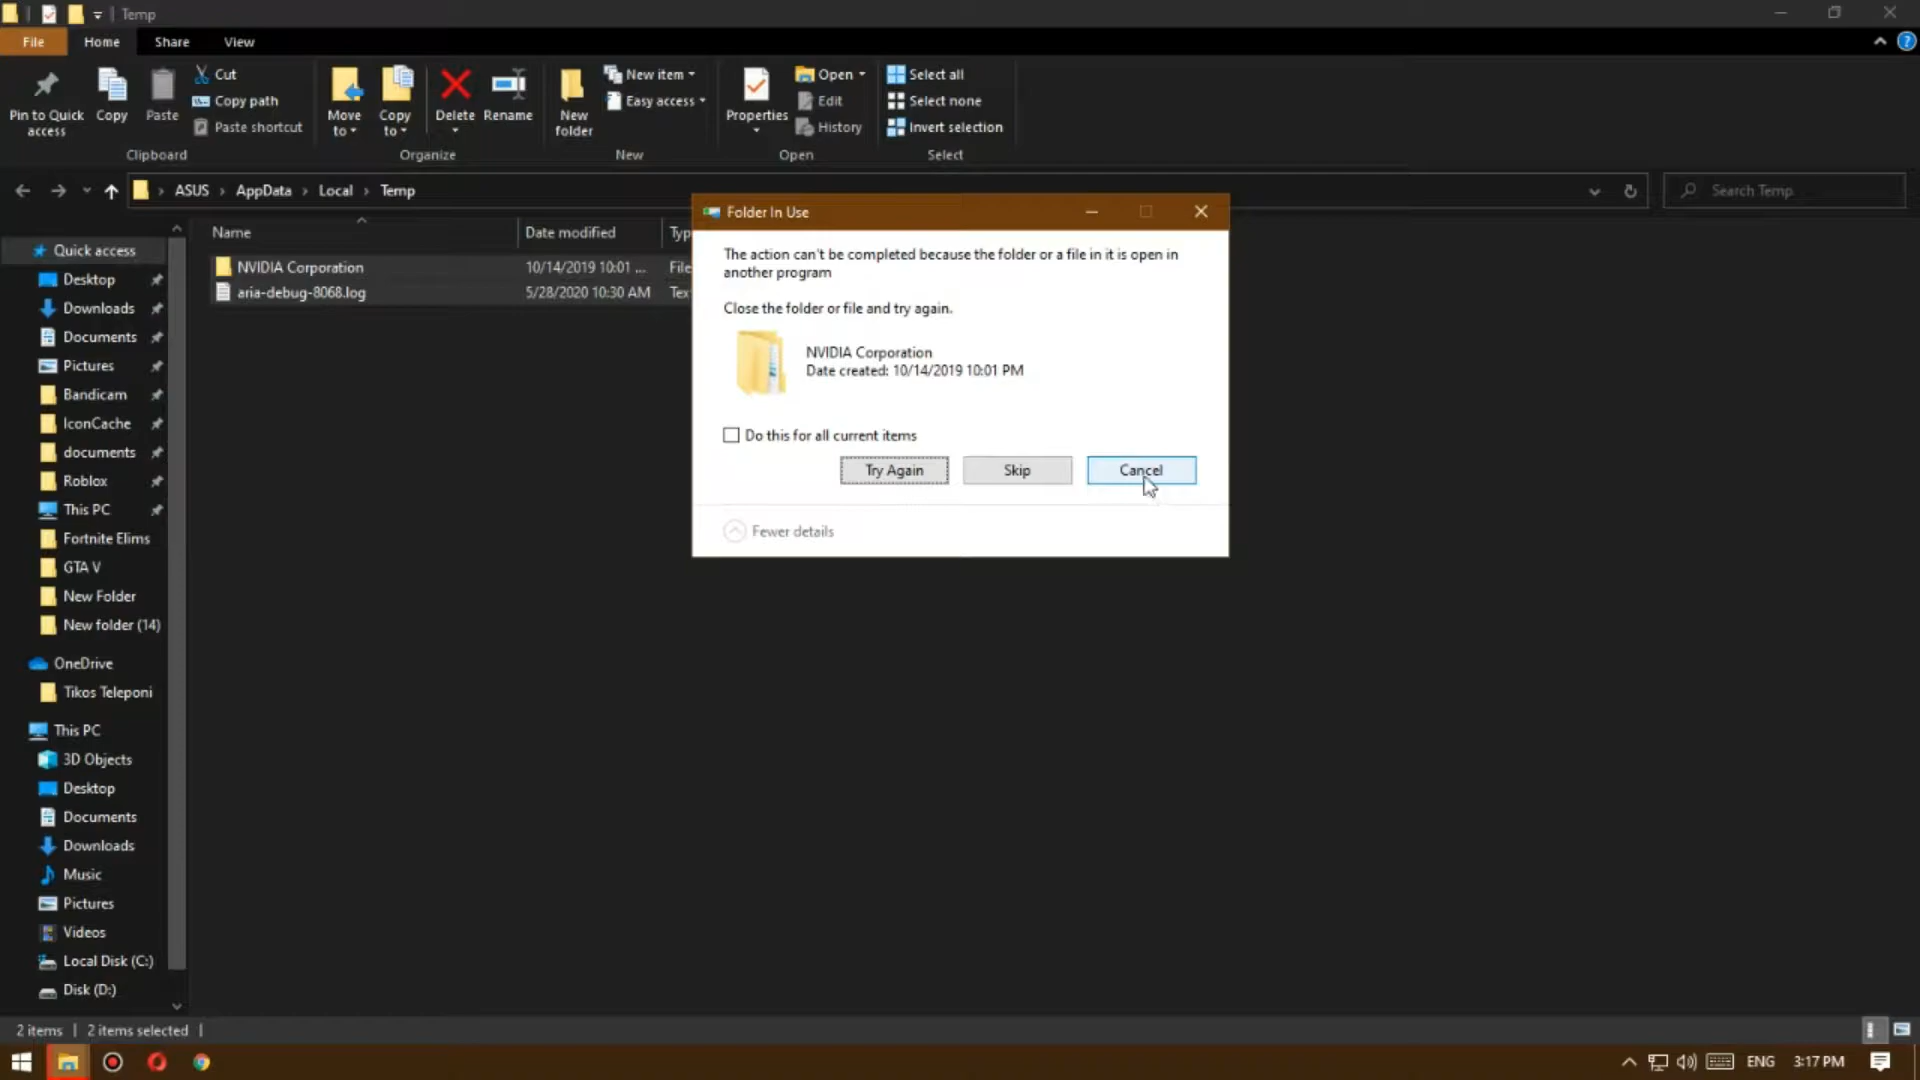 Temp
File
Home
Share
View
Pin to Quick access
Copy
Paste
Cut
Copy path
Paste shortcut
Clipboard
Move to
Copy to
Delete
Rename
Organize
New folder
New item
Easy access
New
Properties
Open
Edit
History
Open
Select all
Select none
Invert selection
Select
ASUS > AppData > Local > Temp
Search Temp
Name
Date modified
Typ
NVIDIA Corporation 10/14/2019 10:01 ... File
aria-debug-8068.log 5/28/2020 10:30 AM Tex
Quick access
Desktop
Downloads
Documents
Pictures
Bandicam
IconCache
documents
Roblox
This PC
Fortnite Elims
GTA V
New Folder
New folder (14)
OneDrive
Tikos Teleponi
This PC
3D Objects
Desktop
Documents
Downloads
Music
Pictures
Videos
Local Disk (C:)
Disk (D:)
Folder In Use
The action can't be completed because the folder or a file in it is open in
another program
Close the folder or file and try again.
NVIDIA Corporation
Date created: 10/14/2019 10:01 PM
Do this for all current items
Try Again
Skip
Cancel
Fewer details
2 items | 2 items selected |
ENG
3:17 PM